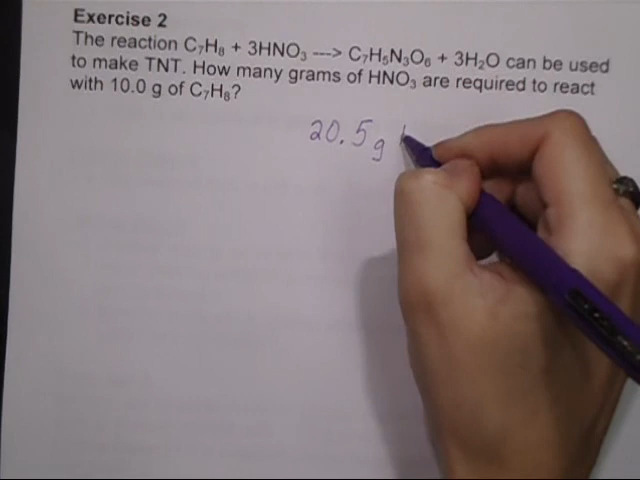 Exercise 2
The reaction C₇H₈ + 3HNO₃ ---> C₇H₅N₃O₆ + 3H₂O can be used
to make TNT. How many grams of HNO₃ are required to react
with 10.0 g of C₇H₈?
20.5 g